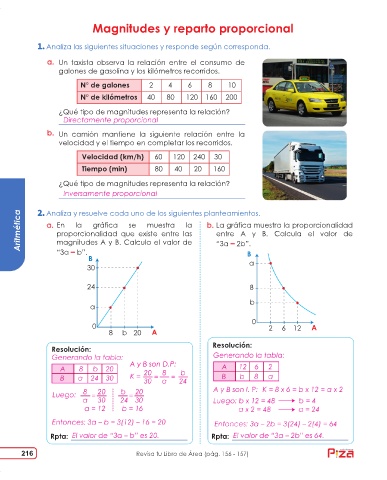 Magnitudes y reparto proporcional
1. Analiza las siguientes situaciones y responde según corresponda.
a. Un taxista observa la relación entre el consumo de
galones de gasolina y los kilómetros recorridos.
N° de galones 2 4 6 8 10
N° de kilómetros 40 80 120 160 200
¿Qué tipo de magnitudes representa la relación?
Directamente proporcional
b. Un camión mantiene la siguiente relación entre la
velocidad y el tiempo en completar los recorridos.
Velocidad (km/h) 60 120 240 30
Tiempo (min) 80 40 20 160
¿Qué tipo de magnitudes representa la relación?
Inversamente proporcional
Aritmética
2. Analiza y resuelve cada uno de los siguientes planteamientos.
a. En la gráfica se muestra la
proporcionalidad que existe entre las
magnitudes A y B. Calcula el valor de
"3a – b".
B
30
24
a
0
8 b 20 A
b. La gráfica muestra la proporcionalidad
entre A y B. Calcula el valor de
"3a – 2b".
B
a
8
b
0
2 6 12 A
Resolución:
Generando la tabla:
A 8 b 20
B a 24 30
A y B son D.P:
K = 20/30 = 8/a = b/24
Luego: 8/a = 20/30 b/24 = 20/30
a = 12 b = 16
Entonces: 3a – b = 3(12) – 16 = 20
Rpta: El valor de "3a – b" es 20.
Resolución:
Generando la tabla:
A 12 6 2
B b 8 a
A y B son I. P: K = 8 x 6 = b x 12 = a x 2
Luego: b x 12 = 48 → b = 4
a x 2 = 48 → a = 24
Entonces: 3a – 2b = 3(24) – 2(4) = 64
Rpta: El valor de "3a – 2b" es 64.
216
Revisa tu Libro de Área (pág. 156 - 157)